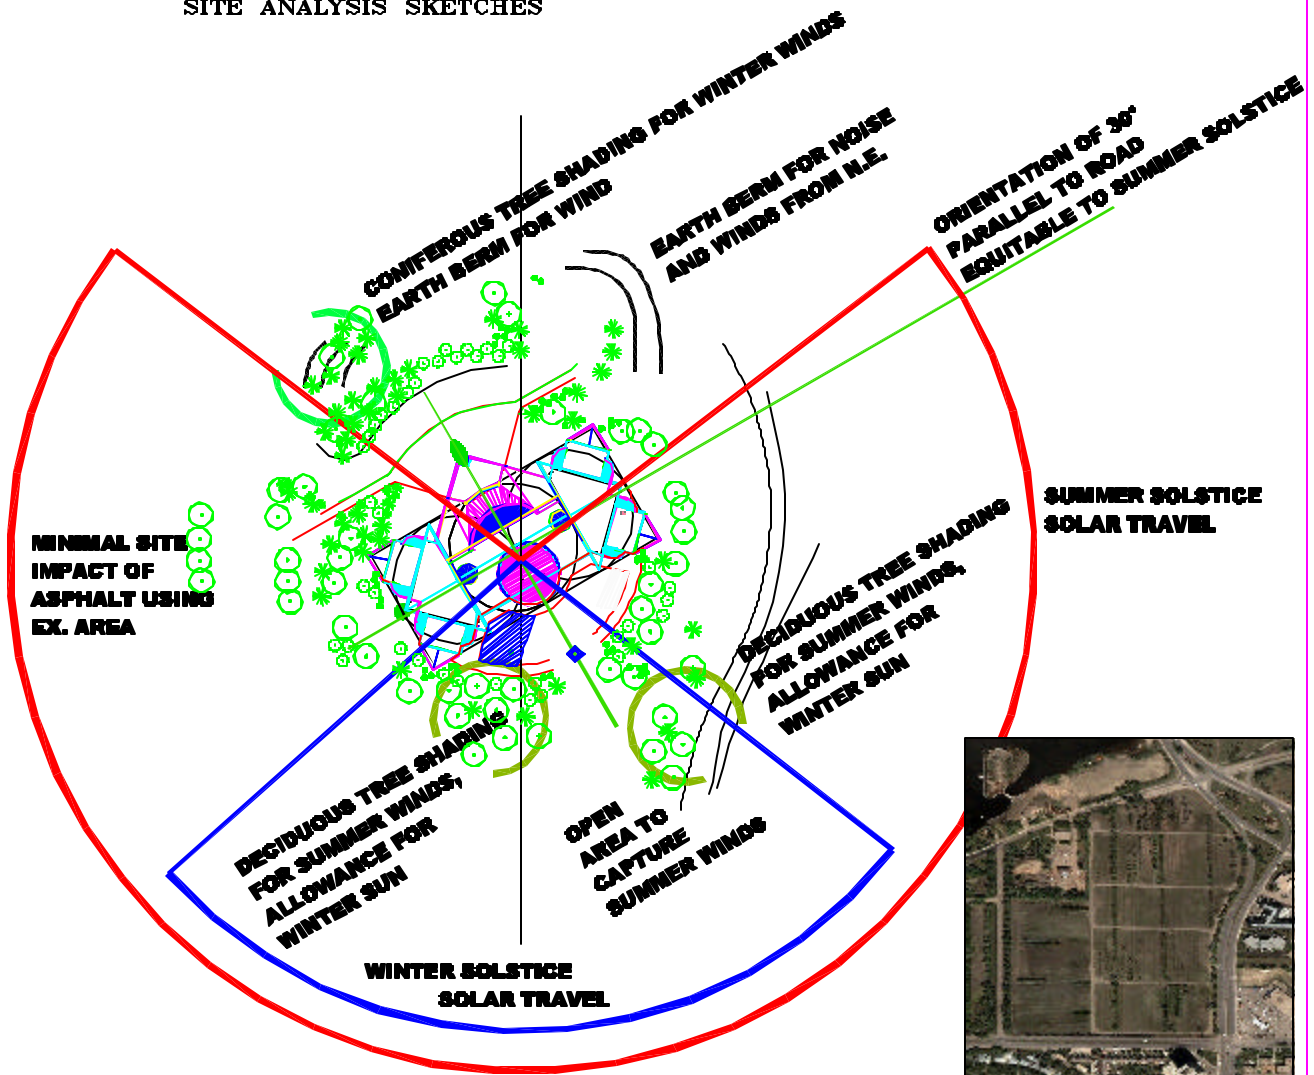 SITE ANALYSIS SKETCHES
CONIFEROUS TREE SHADING FOR WINTER WINDS
EARTH BERM FOR WIND
EARTH BERM FOR NOISE
AND WINDS FROM N.E.
ORIENTATION OF 30°
PARALLEL TO ROAD
EQUITABLE TO SUMMER SOLSTICE
SUMMER SOLSTICE
SOLAR TRAVEL
MINIMAL SITE
IMPACT OF
ASPHALT USING
EX. AREA
DECIDUOUS TREE SHADING
FOR SUMMER WINDS,
ALLOWANCE FOR
WINTER SUN
DECIDUOUS TREE SHADING
FOR SUMMER WINDS,
ALLOWANCE FOR
WINTER SUN
OPEN
AREA TO
CAPTURE
SUMMER WINDS
WINTER SOLSTICE
SOLAR TRAVEL